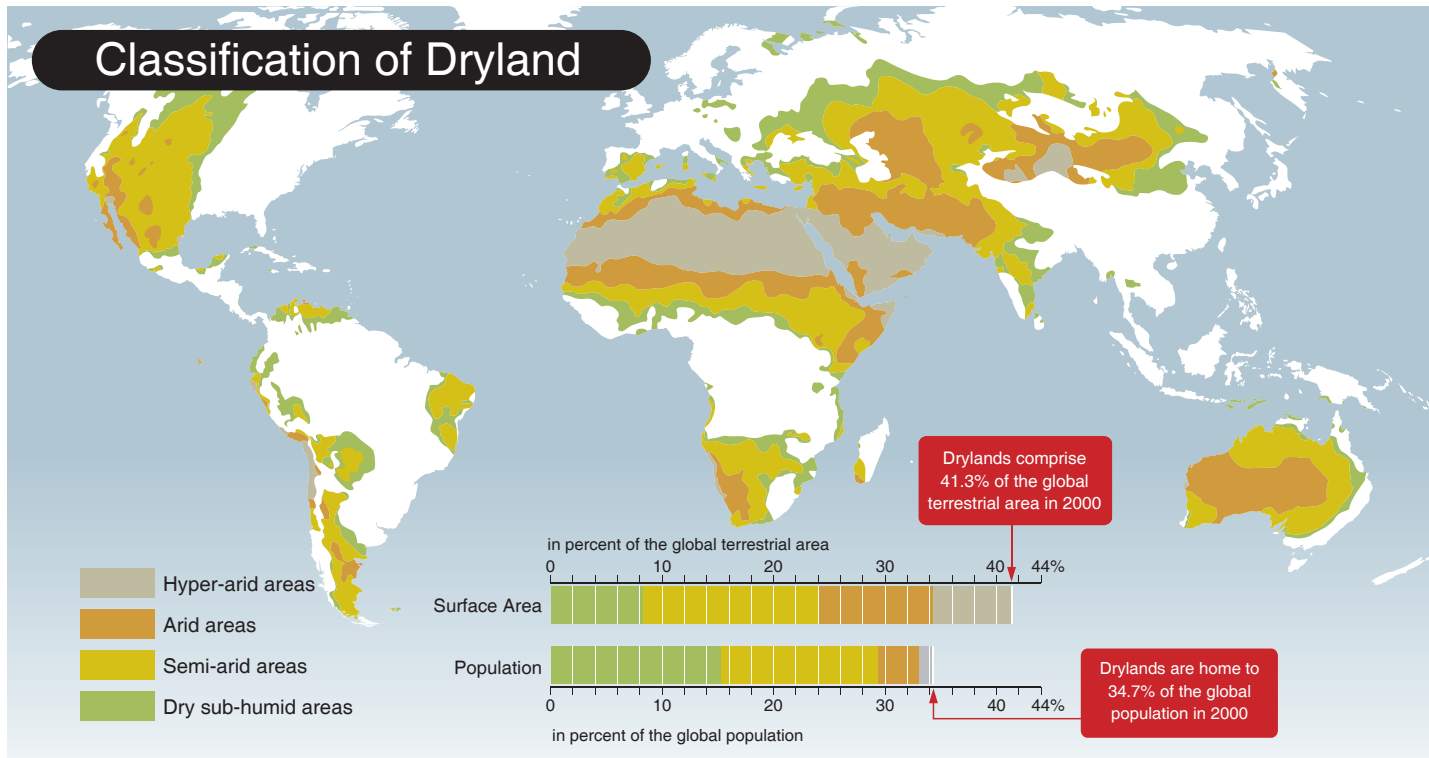 Classification of Dryland
Drylands comprise
41.3% of the global
terrestrial area in 2000
in percent of the global terrestrial area
0 10 20 30 40 44%
Hyper-arid areas
Arid areas
Semi-arid areas
Dry sub-humid areas
Surface Area
Population
0 10 20 30 40 44%
in percent of the global population
Drylands are home to
34.7% of the global
population in 2000